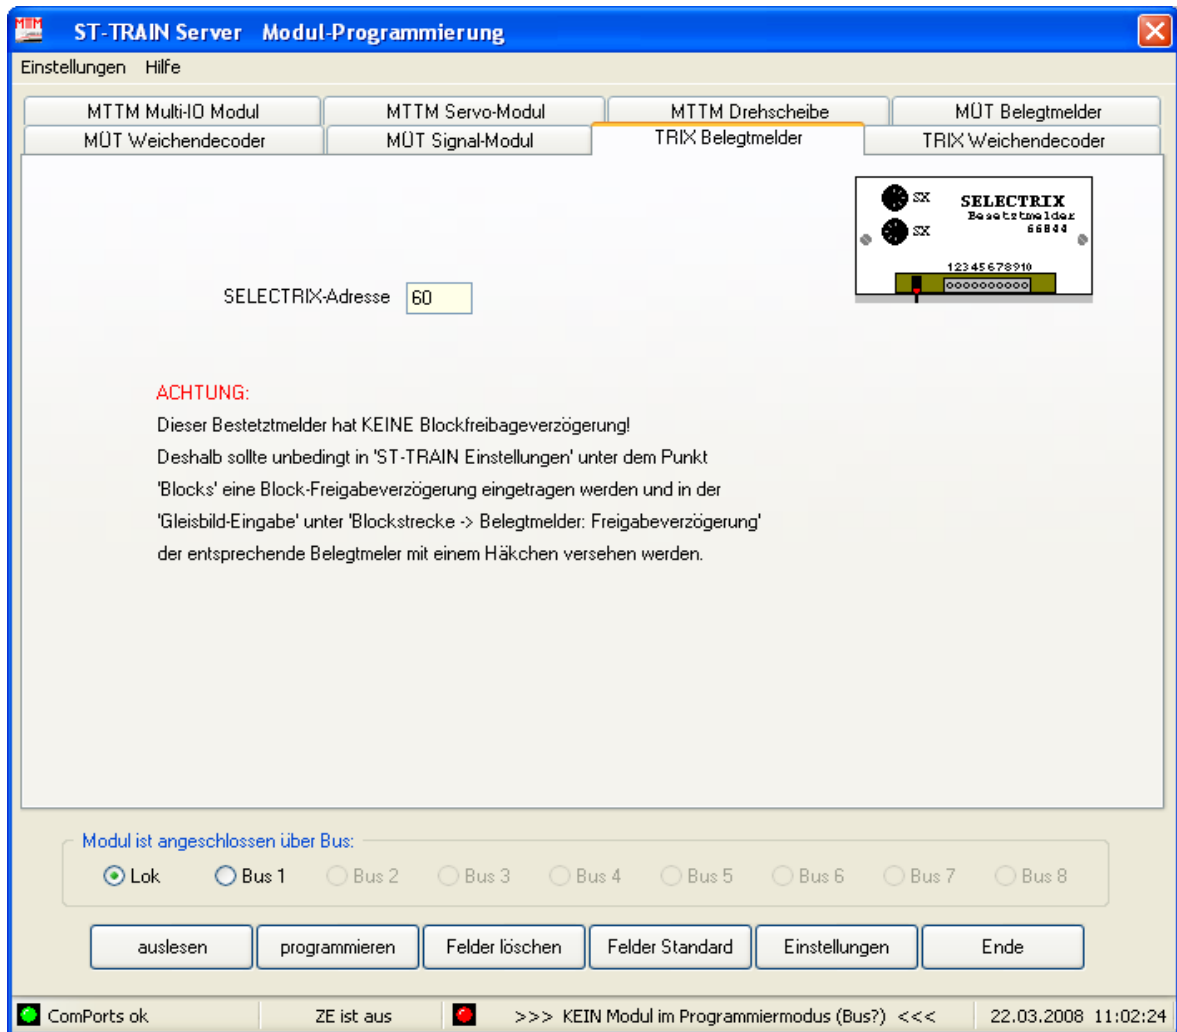 MTTM
ST-TRAIN Server Modul-Programmierung
Einstellungen Hilfe
MTTM Multi-IO Modul MTTM Servo-Modul MTTM Drehscheibe MÜT Belegtmelder
MÜT Weichendecoder MÜT Signal-Modul TRIX Belegtmelder TRIX Weichendecoder
SX SELECTRIX
Besetztmelder
SX 66844
12345678910
SELECTRIX-Adresse 60
ACHTUNG:
Dieser Bestetztmelder hat KEINE Blockfreibageverzögerung!
Deshalb sollte unbedingt in 'ST-TRAIN Einstellungen' unter dem Punkt
'Blocks' eine Block-Freigabeverzögerung eingetragen werden und in der
'Gleisbild-Eingabe' unter 'Blockstrecke -> Belegtmelder: Freigabeverzögerung'
der entsprechende Belegtmeler mit einem Häkchen versehen werden.
Modul ist angeschlossen über Bus:
Lok Bus 1 Bus 2 Bus 3 Bus 4 Bus 5 Bus 6 Bus 7 Bus 8
auslesen programmieren Felder löschen Felder Standard Einstellungen Ende
ComPorts ok ZE ist aus >>> KEIN Modul im Programmiermodus (Bus?) <<< 22.03.2008 11:02:24